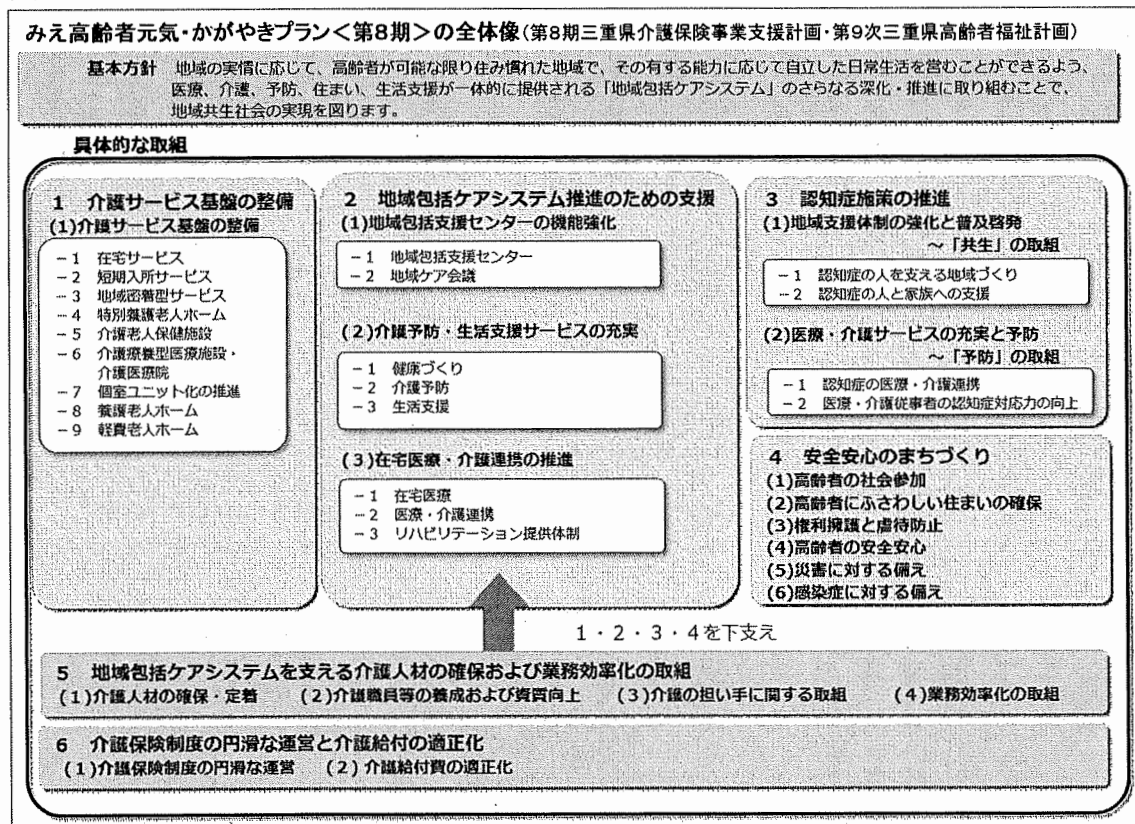 みえ高齢者元気・かがやきプラン＜第8期＞の全体像(第8期三重県介護保険事業支援計画・第9次三重県高齢者福祉計画)
基本方針 地域の実情に応じて、高齢者が可能な限り住み慣れた地域で、その有する能力に応じて自立した日常生活を営むことができるよう、
医療、介護、予防、住まい、生活支援が一体的に提供される「地域包括ケアシステム」のさらなる深化・推進に取り組むことで、
地域共生社会の実現を図ります。
具体的な取組
1 介護サービス基盤の整備
(1)介護サービス基盤の整備
－1 在宅サービス
－2 短期入所サービス
－3 地域密着型サービス
－4 特別養護老人ホーム
－5 介護老人保健施設
－6 介護療養型医療施設・
介護医療院
－7 個室ユニット化の推進
－8 養護老人ホーム
－9 軽費老人ホーム
2 地域包括ケアシステム推進のための支援
(1)地域包括支援センターの機能強化
－1 地域包括支援センター
－2 地域ケア会議
(2)介護予防・生活支援サービスの充実
－1 健康づくり
－2 介護予防
－3 生活支援
(3)在宅医療・介護連携の推進
－1 在宅医療
－2 医療・介護連携
－3 リハビリテーション提供体制
3 認知症施策の推進
(1)地域支援体制の強化と普及啓発
～「共生」の取組
－1 認知症の人を支える地域づくり
－2 認知症の人と家族への支援
(2)医療・介護サービスの充実と予防
～「予防」の取組
－1 認知症の医療・介護連携
－2 医療・介護従事者の認知症対応力の向上
4 安全安心のまちづくり
(1)高齢者の社会参加
(2)高齢者にふさわしい住まいの確保
(3)権利擁護と虐待防止
(4)高齢者の安全安心
(5)災害に対する備え
(6)感染症に対する備え
1・2・3・4を下支え
5 地域包括ケアシステムを支える介護人材の確保および業務効率化の取組
(1)介護人材の確保・定着 (2)介護職員等の養成および資質向上 (3)介護の担い手に関する取組 (4)業務効率化の取組
6 介護保険制度の円滑な運営と介護給付の適正化
(1)介護保険制度の円滑な運営 (2)介護給付費の適正化